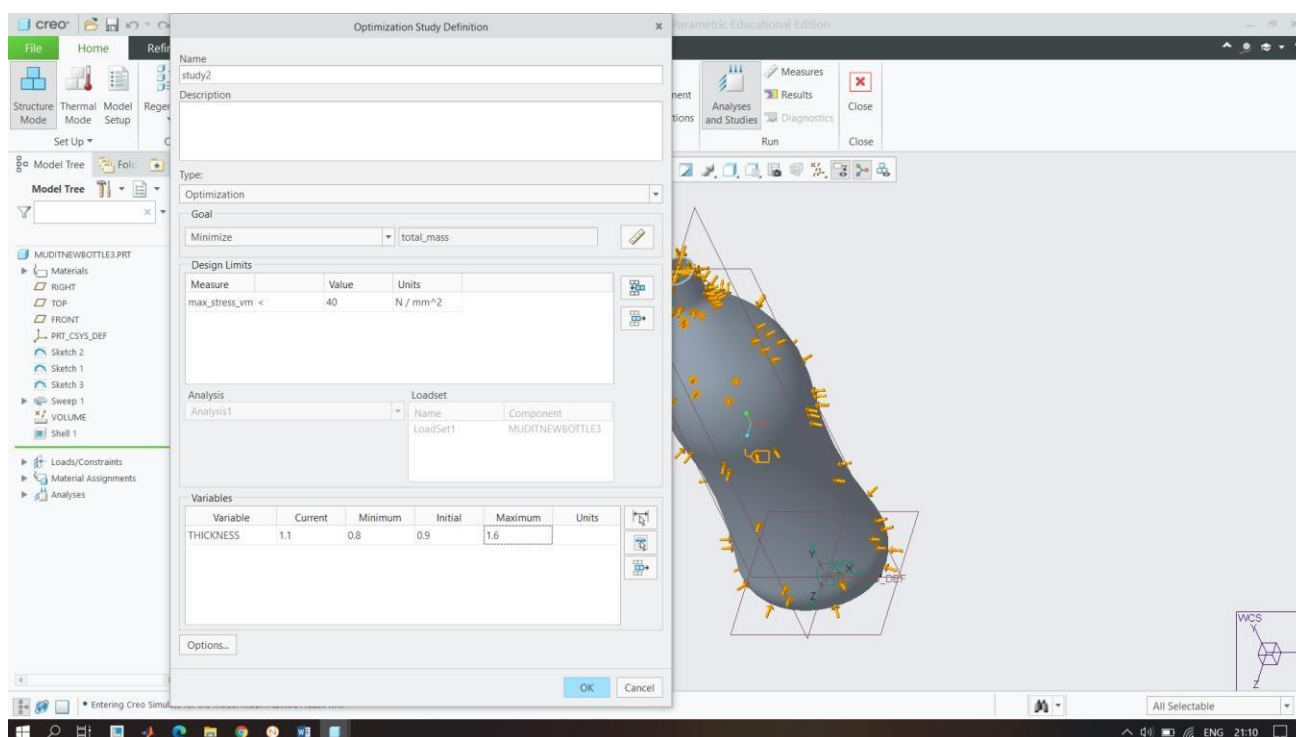 creo
Optimization Study Definition
Parametric Educational Edition
File
Home
Name
study2
Description
Measures
Results
Diagnostics
Analyses
and Studies
Close
Structure
Mode
Thermal
Mode
Model
Setup
Set Up
Run
Close
Model Tree
Type:
Model Tree
Optimization
Goal
Minimize
total_mass
MUDITNEWBOTTLE3.PRT
Materials
RIGHT
TOP
FRONT
PRT_CSYS_DEF
Sketch 2
Sketch 1
Sketch 3
Sweep 1
VOLUME
Shell 1
Loads/Constraints
Material Assignments
Analyses
Design Limits
Measure Value Units
max_stress_vm < 40 N / mm^2
Analysis
Analysis1
Loadset
Name Component
LoadSet1 MUDITNEWBOTTLE3
Variables
Variable Current Minimum Initial Maximum Units
THICKNESS 1.1 0.8 0.9 1.6
Options...
OK
Cancel
Y
X
Z
WCS
Y
Z
• Entering Creo
All Selectable
ENG 21:10